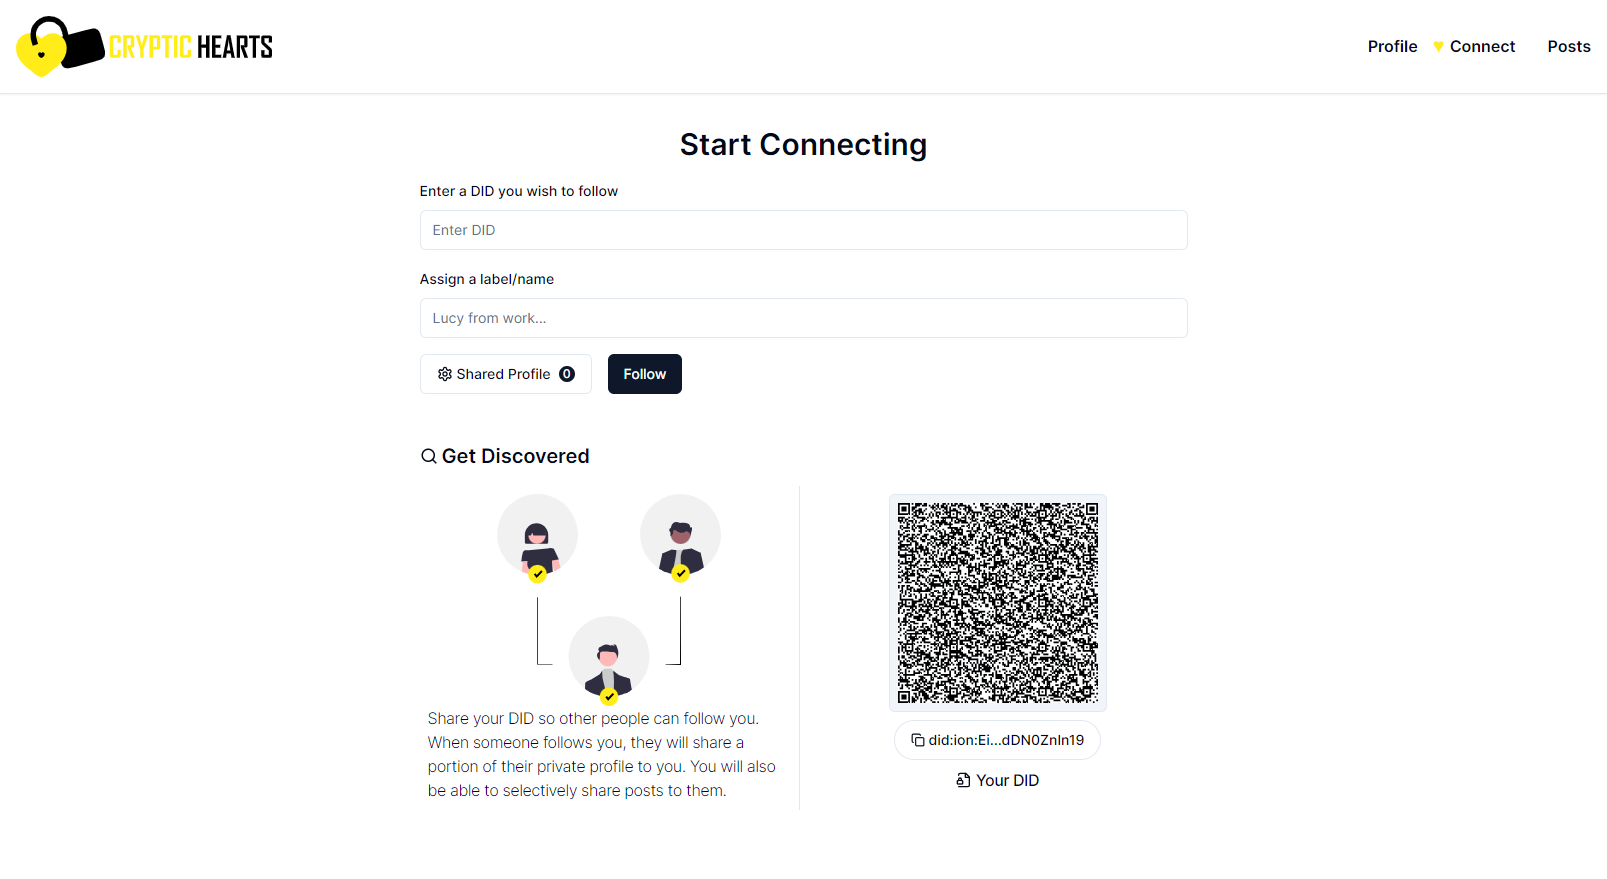 CRYPTIC HEARTS
Profile
Connect
Posts
Start Connecting
Enter a DID you wish to follow
Enter DID
Assign a label/name
Lucy from work...
Shared Profile 0
Follow
Get Discovered
Share your DID so other people can follow you.
When someone follows you, they will share a
portion of their private profile to you. You will also
be able to selectively share posts to them.
did:ion:Ei...dDN0ZnIn19
Your DID